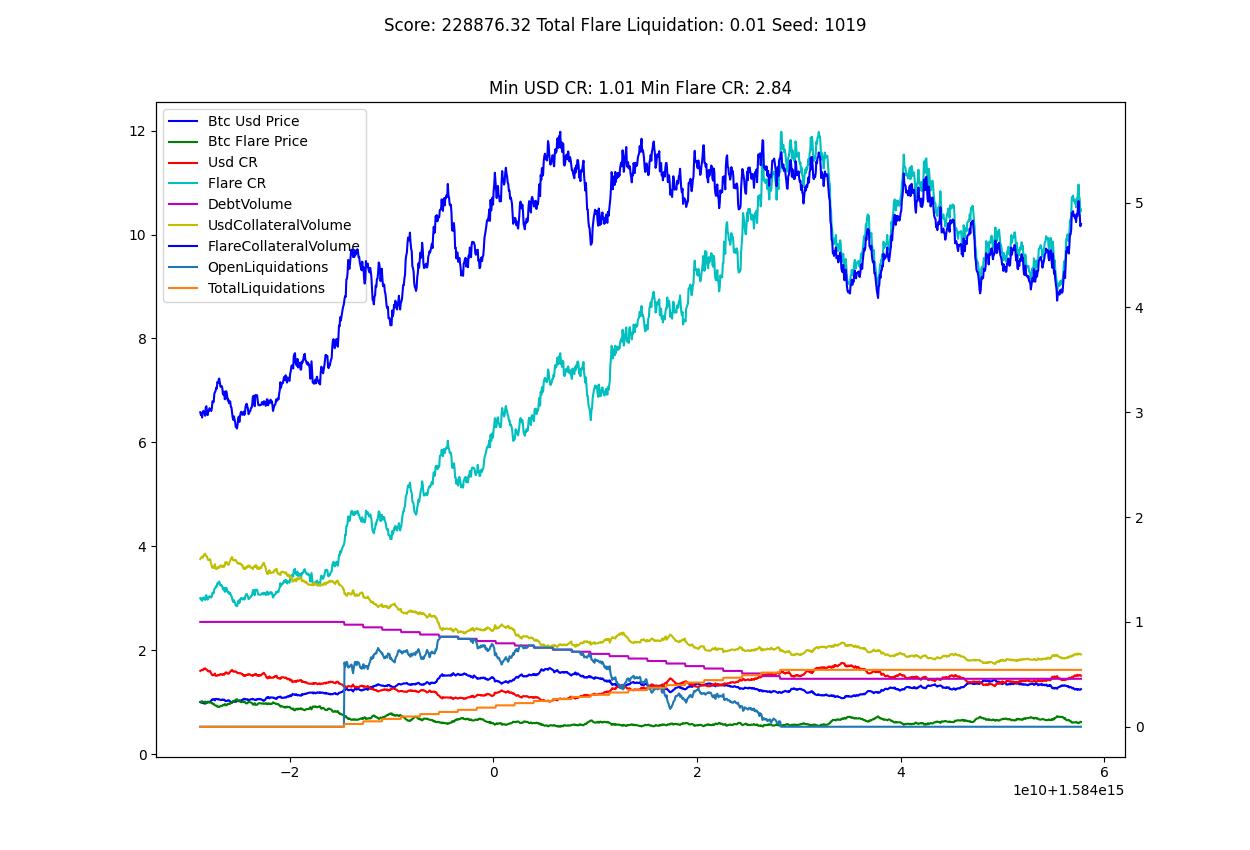 Score: 228876.32 Total Flare Liquidation: 0.01 Seed: 1019
Min USD CR: 1.01 Min Flare CR: 2.84
Btc Usd Price
Btc Flare Price
Usd CR
Flare CR
DebtVolume
UsdCollateralVolume
FlareCollateralVolume
OpenLiquidations
TotalLiquidations
12
10
8
6
4
2
0
5
4
3
2
1
0
−2
0
2
4
6
1e10+1.584e15